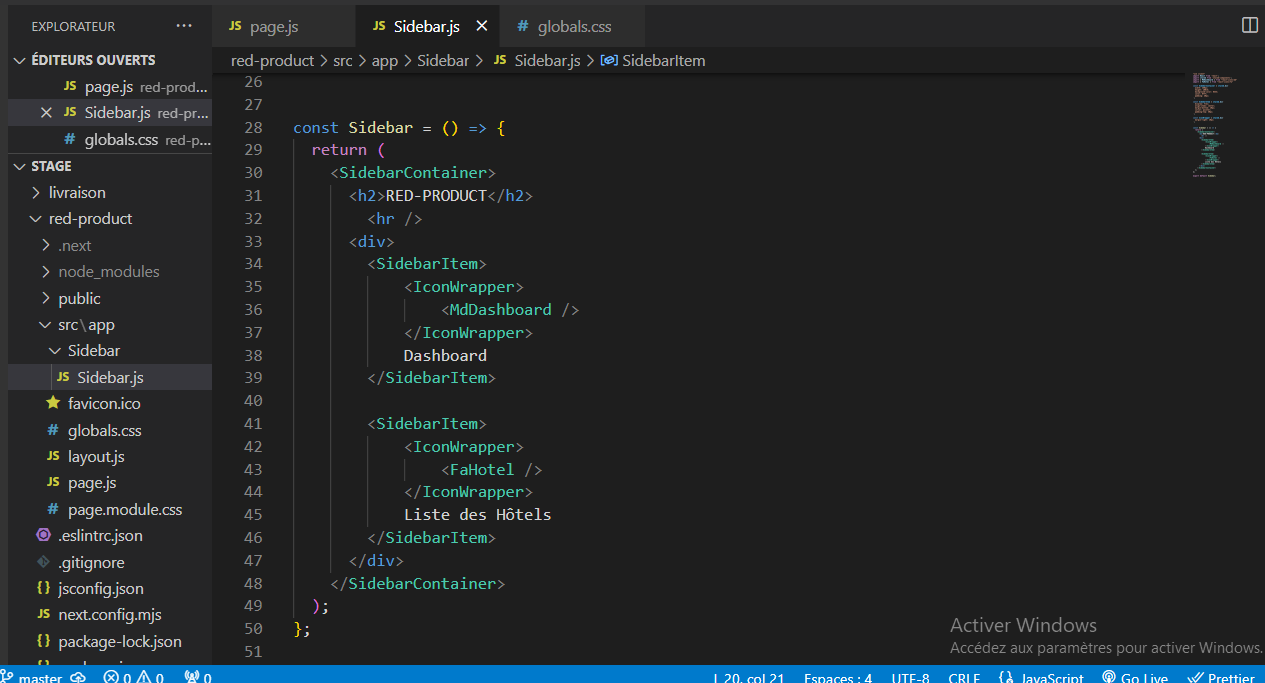 EXPLORATEUR ···
ÉDITEURS OUVERTS
JS page.js red-prod...
JS Sidebar.js red-pr...
# globals.css red-p...
STAGE
livraison
red-product
.next
node_modules
public
src\app
Sidebar
JS Sidebar.js
favicon.ico
# globals.css
JS layout.js
JS page.js
# page.module.css
.eslintrc.json
.gitignore
{} jsconfig.json
JS next.config.mjs
{} package-lock.json
JS page.js
JS Sidebar.js
# globals.css
red-product > src > app > Sidebar > JS Sidebar.js > SidebarItem
26
27
28 const Sidebar = () => {
29 return (
30 <SidebarContainer>
31 <h2>RED-PRODUCT</h2>
32 <hr />
33 <div>
34 <SidebarItem>
35 <IconWrapper>
36 <MdDashboard />
37 </IconWrapper>
38 Dashboard
39 </SidebarItem>
40
41 <SidebarItem>
42 <IconWrapper>
43 <FaHotel />
44 </IconWrapper>
45 Liste des Hôtels
46 </SidebarItem>
47 </div>
48 </SidebarContainer>
49 );
50 };
51
Activer Windows
Accédez aux paramètres pour activer Windows.
master 0 0 0 L 20, col 21 Espaces : 4 UTF-8 CRLF {} JavaScript Go Live Prettier